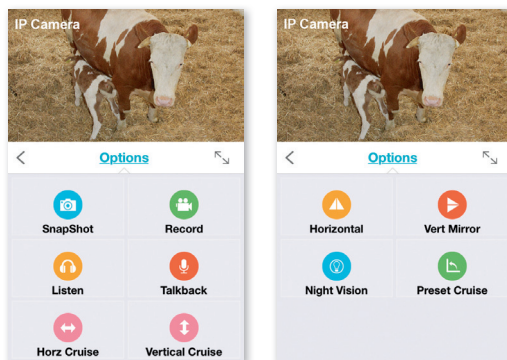 IP Camera
Options
SnapShot
Record
Listen
Talkback
Horz Cruise
Vertical Cruise
IP Camera
Options
Horizontal
Vert Mirror
Night Vision
Preset Cruise